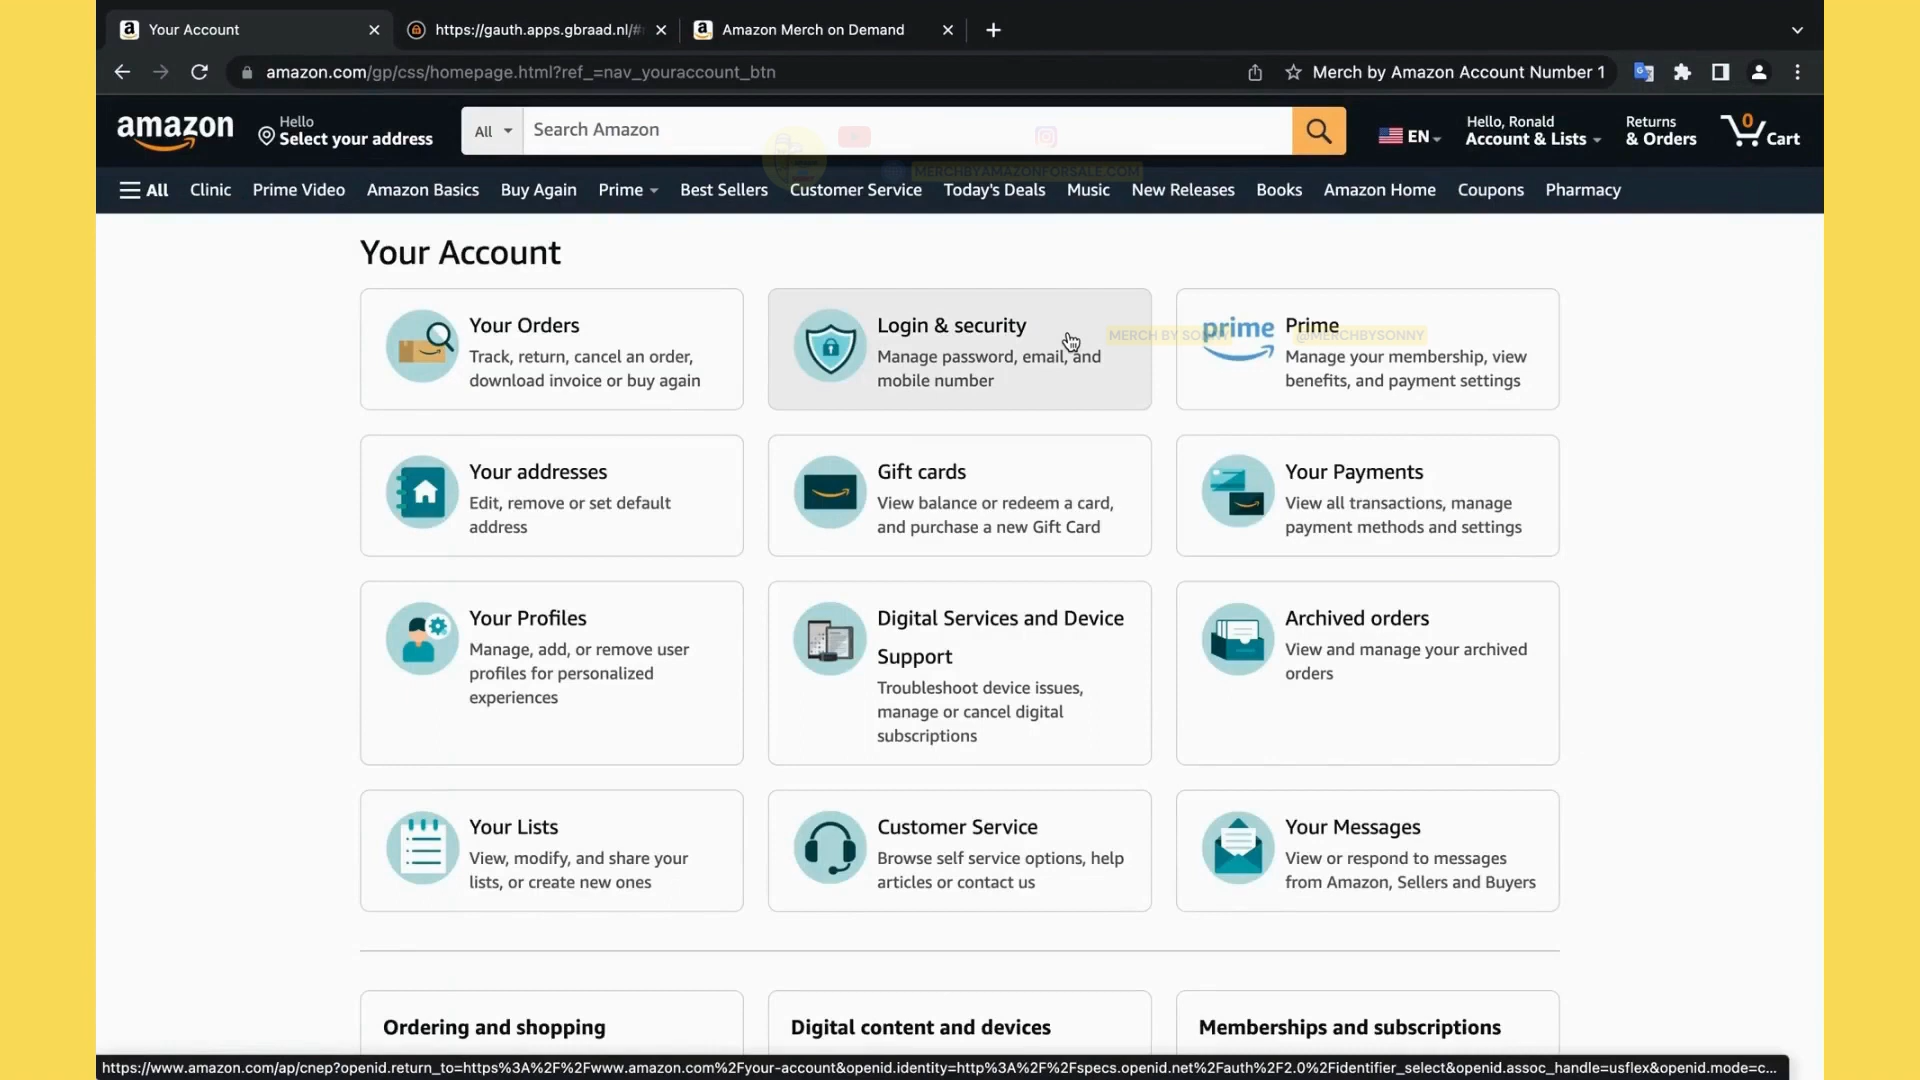 Your Account
https://gauth.apps.gbraad.nl/#
Amazon Merch on Demand
amazon.com/gp/css/homepage.html?ref_=nav_youraccount_btn
Merch by Amazon Account Number 1
amazon
Hello
Select your address
All
Search Amazon
EN
Hello, Ronald
Account & Lists
Returns
& Orders
0
Cart
MERCHBYAMAZONFORSALE.COM
All
Clinic
Prime Video
Amazon Basics
Buy Again
Prime
Best Sellers
Customer Service
Today's Deals
Music
New Releases
Books
Amazon Home
Coupons
Pharmacy
Your Account
Your Orders
Track, return, cancel an order,
download invoice or buy again
Login & security
Manage password, email, and
mobile number
MERCH BY SONNY
prime
Prime
@MERCHBYSONNY
Manage your membership, view
benefits, and payment settings
Your addresses
Edit, remove or set default
address
Gift cards
View balance or redeem a card,
and purchase a new Gift Card
Your Payments
View all transactions, manage
payment methods and settings
Your Profiles
Manage, add, or remove user
profiles for personalized
experiences
Digital Services and Device
Support
Troubleshoot device issues,
manage or cancel digital
subscriptions
Archived orders
View and manage your archived
orders
Your Lists
View, modify, and share your
lists, or create new ones
Customer Service
Browse self service options, help
articles or contact us
Your Messages
View or respond to messages
from Amazon, Sellers and Buyers
Ordering and shopping
Digital content and devices
Memberships and subscriptions
https://www.amazon.com/ap/cnep?openid.return_to=https%3A%2F%2Fwww.amazon.com%2Fyour-account&openid.identity=http%3A%2F%2Fspecs.openid.net%2Fauth%2F2.0%2Fidentifier_select&openid.assoc_handle=usflex&openid.mode=c...